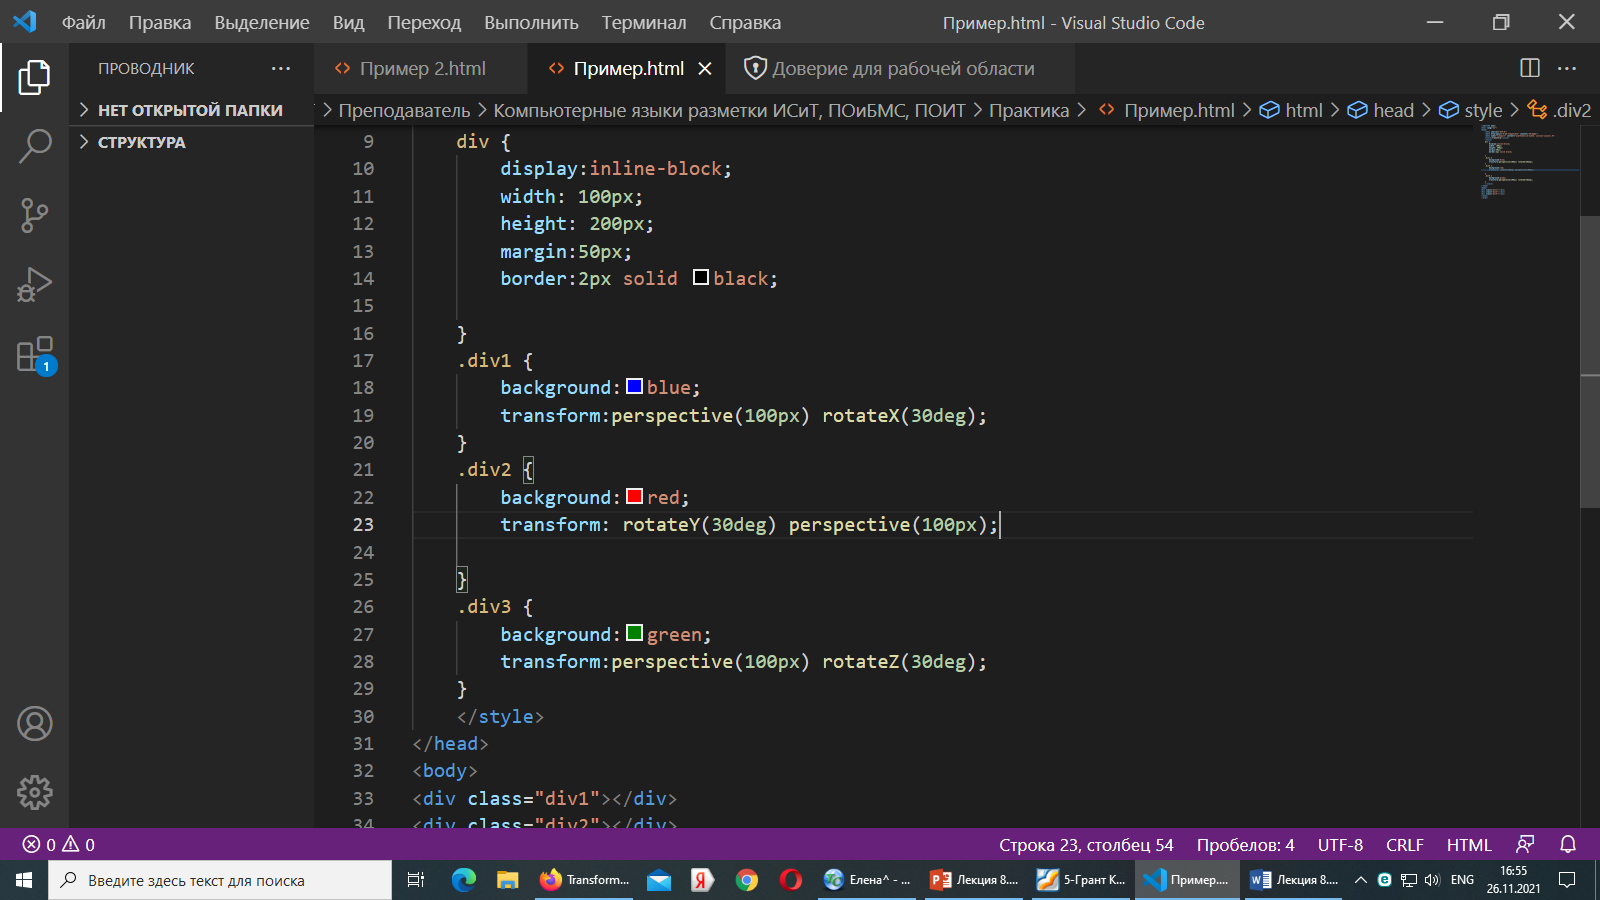 Файл Правка Выделение Вид Переход Выполнить Терминал Справка Пример.html - Visual Studio Code
ПРОВОДНИК
Пример 2.html Пример.html Доверие для рабочей области
НЕТ ОТКРЫТОЙ ПАПКИ
СТРУКТУРА
Преподаватель > Компьютерные языки разметки ИСиТ, ПОиБМС, ПОИТ > Практика > Пример.html > html > head > style > .div2
9 div {
10 display:inline-block;
11 width: 100px;
12 height: 200px;
13 margin:50px;
14 border:2px solid black;
15
16 }
17 .div1 {
18 background:blue;
19 transform:perspective(100px) rotateX(30deg);
20 }
21 .div2 {
22 background:red;
23 transform: rotateY(30deg) perspective(100px);
24
25 }
26 .div3 {
27 background:green;
28 transform:perspective(100px) rotateZ(30deg);
29 }
30 </style>
31 </head>
32 <body>
33 <div class="div1"></div>
34 <div class="div2"></div>
1
0 0 Строка 23, столбец 54 Пробелов: 4 UTF-8 CRLF HTML
Введите здесь текст для поиска Transform... Я Елена^ - ... Лекция 8.... 5-Грант К... Пример.... Лекция 8.... ENG 16:55
26.11.2021